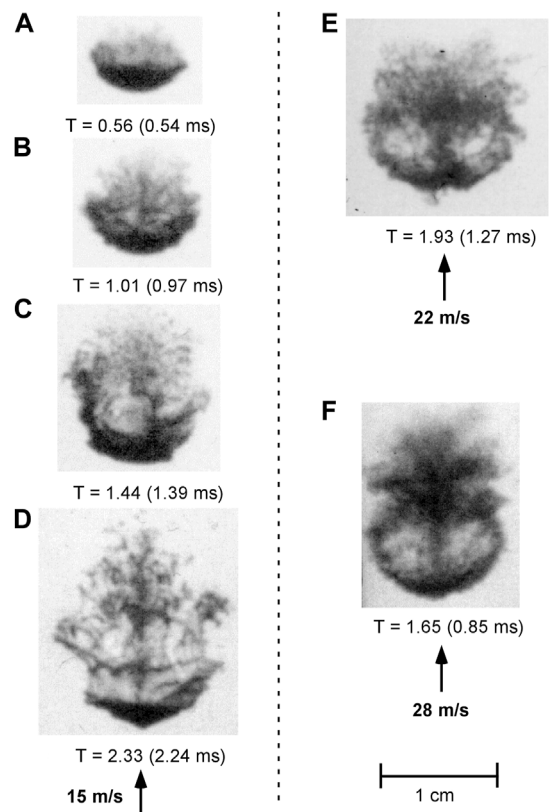 A
T = 0.56 (0.54 ms)
B
T = 1.01 (0.97 ms)
C
T = 1.44 (1.39 ms)
D
T = 2.33 (2.24 ms)
15 m/s
E
T = 1.93 (1.27 ms)
22 m/s
F
T = 1.65 (0.85 ms)
28 m/s
1 cm